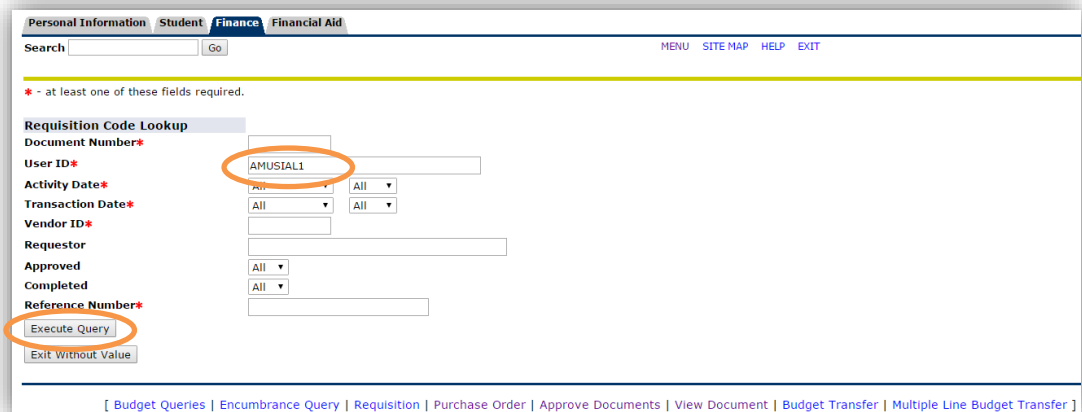 Personal Information Student Finance Financial Aid
Search Go MENU SITE MAP HELP EXIT
* - at least one of these fields required.
Requisition Code Lookup
Document Number*
User ID* AMUSIAL1
Activity Date* All All
Transaction Date* All All
Vendor ID*
Requestor
Approved All
Completed All
Reference Number*
Execute Query
Exit Without Value
[ Budget Queries | Encumbrance Query | Requisition | Purchase Order | Approve Documents | View Document | Budget Transfer | Multiple Line Budget Transfer ]